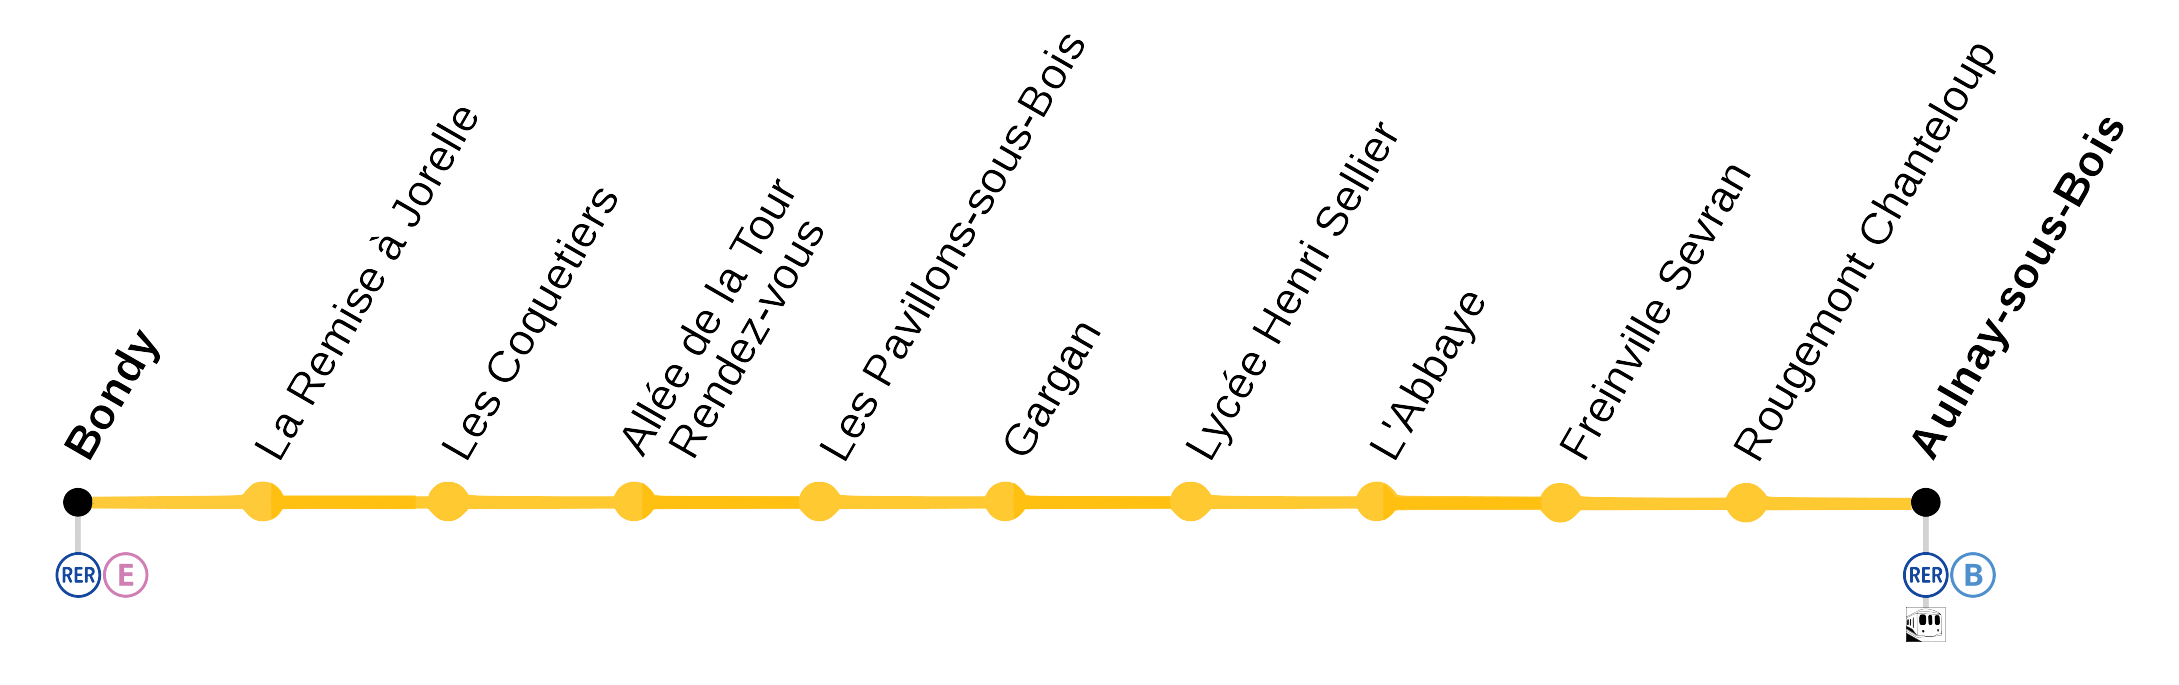 Bondy
La Remise à Jorelle
Les Coquetiers
Allée de la Tour
Rendez-vous
Les Pavillons-sous-Bois
Gargan
Lycée Henri Sellier
L'Abbaye
Freinville Sevran
Rougemont Chanteloup
Aulnay-sous-Bois
RER E
RER B